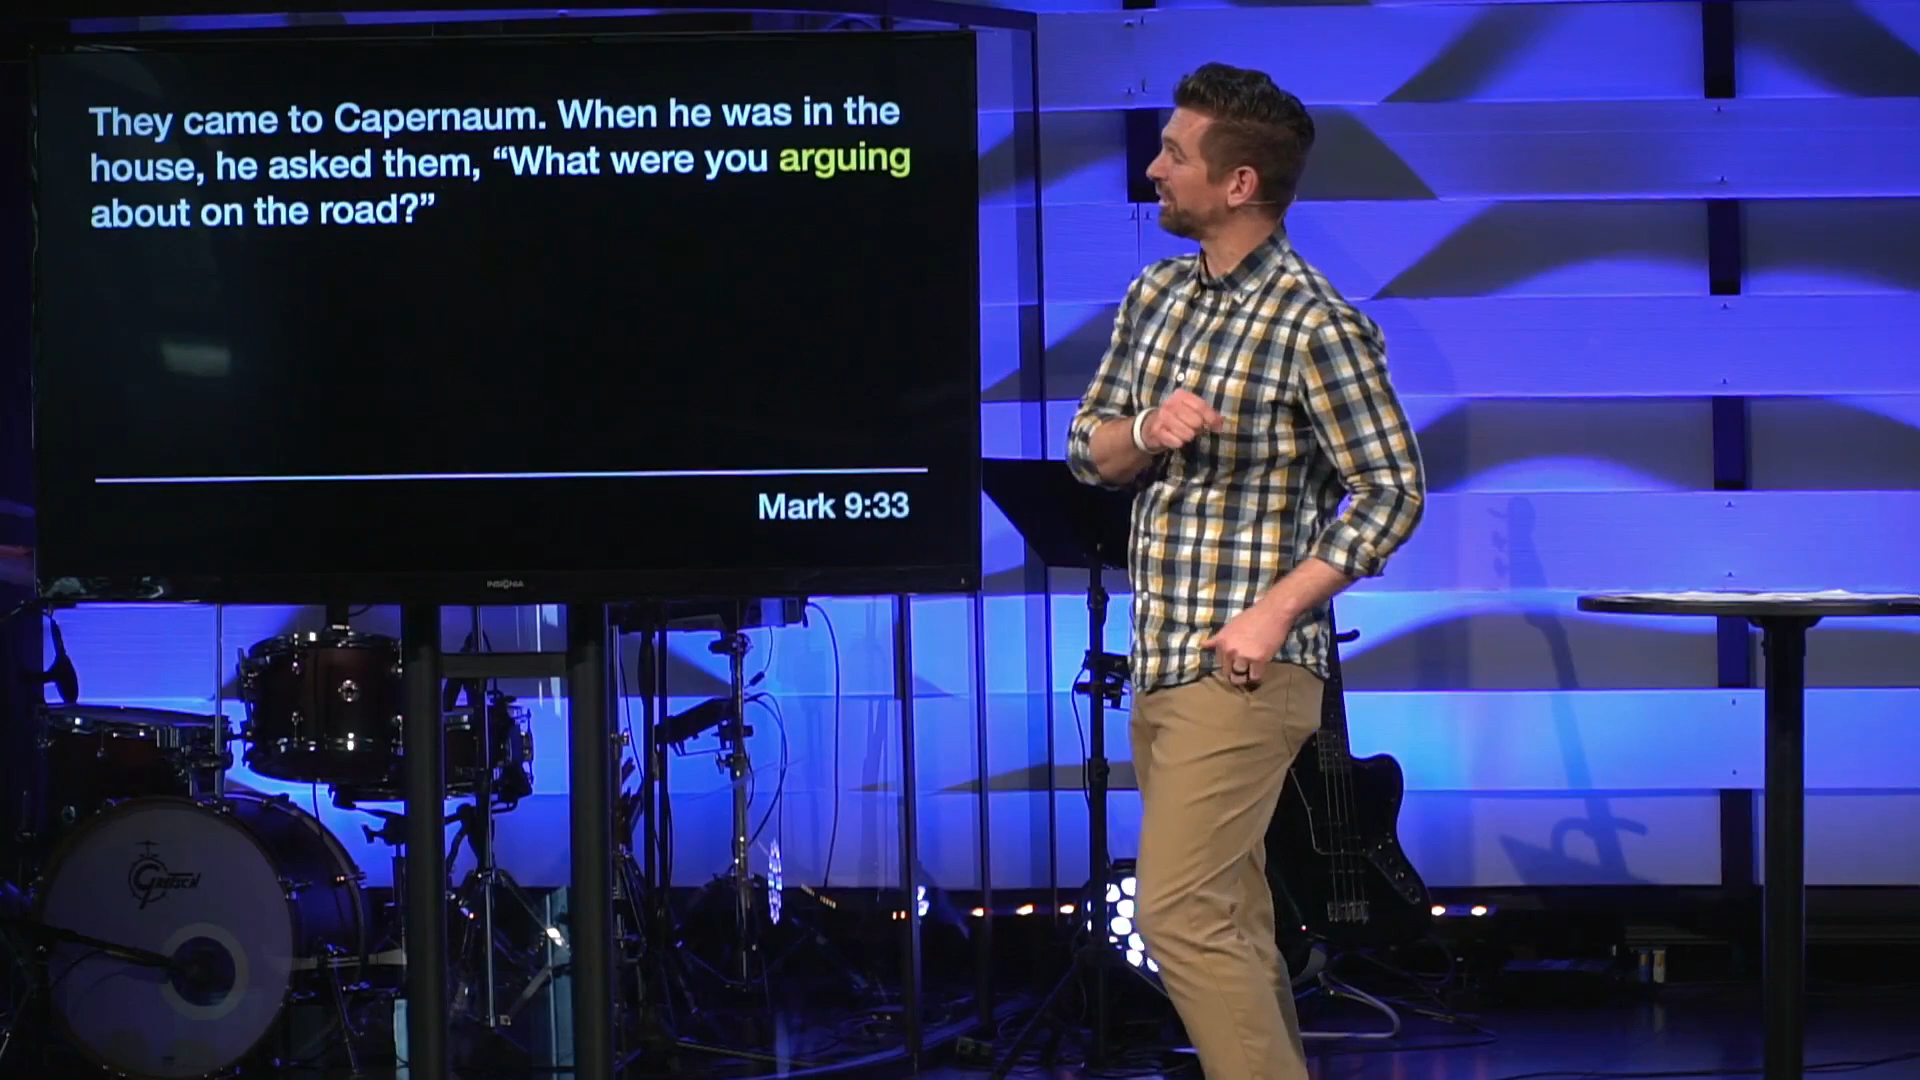 They came to Capernaum. When he was in the
house, he asked them, “What were you arguing
about on the road?”
Mark 9:33
INSIGNIA
GRETSCH